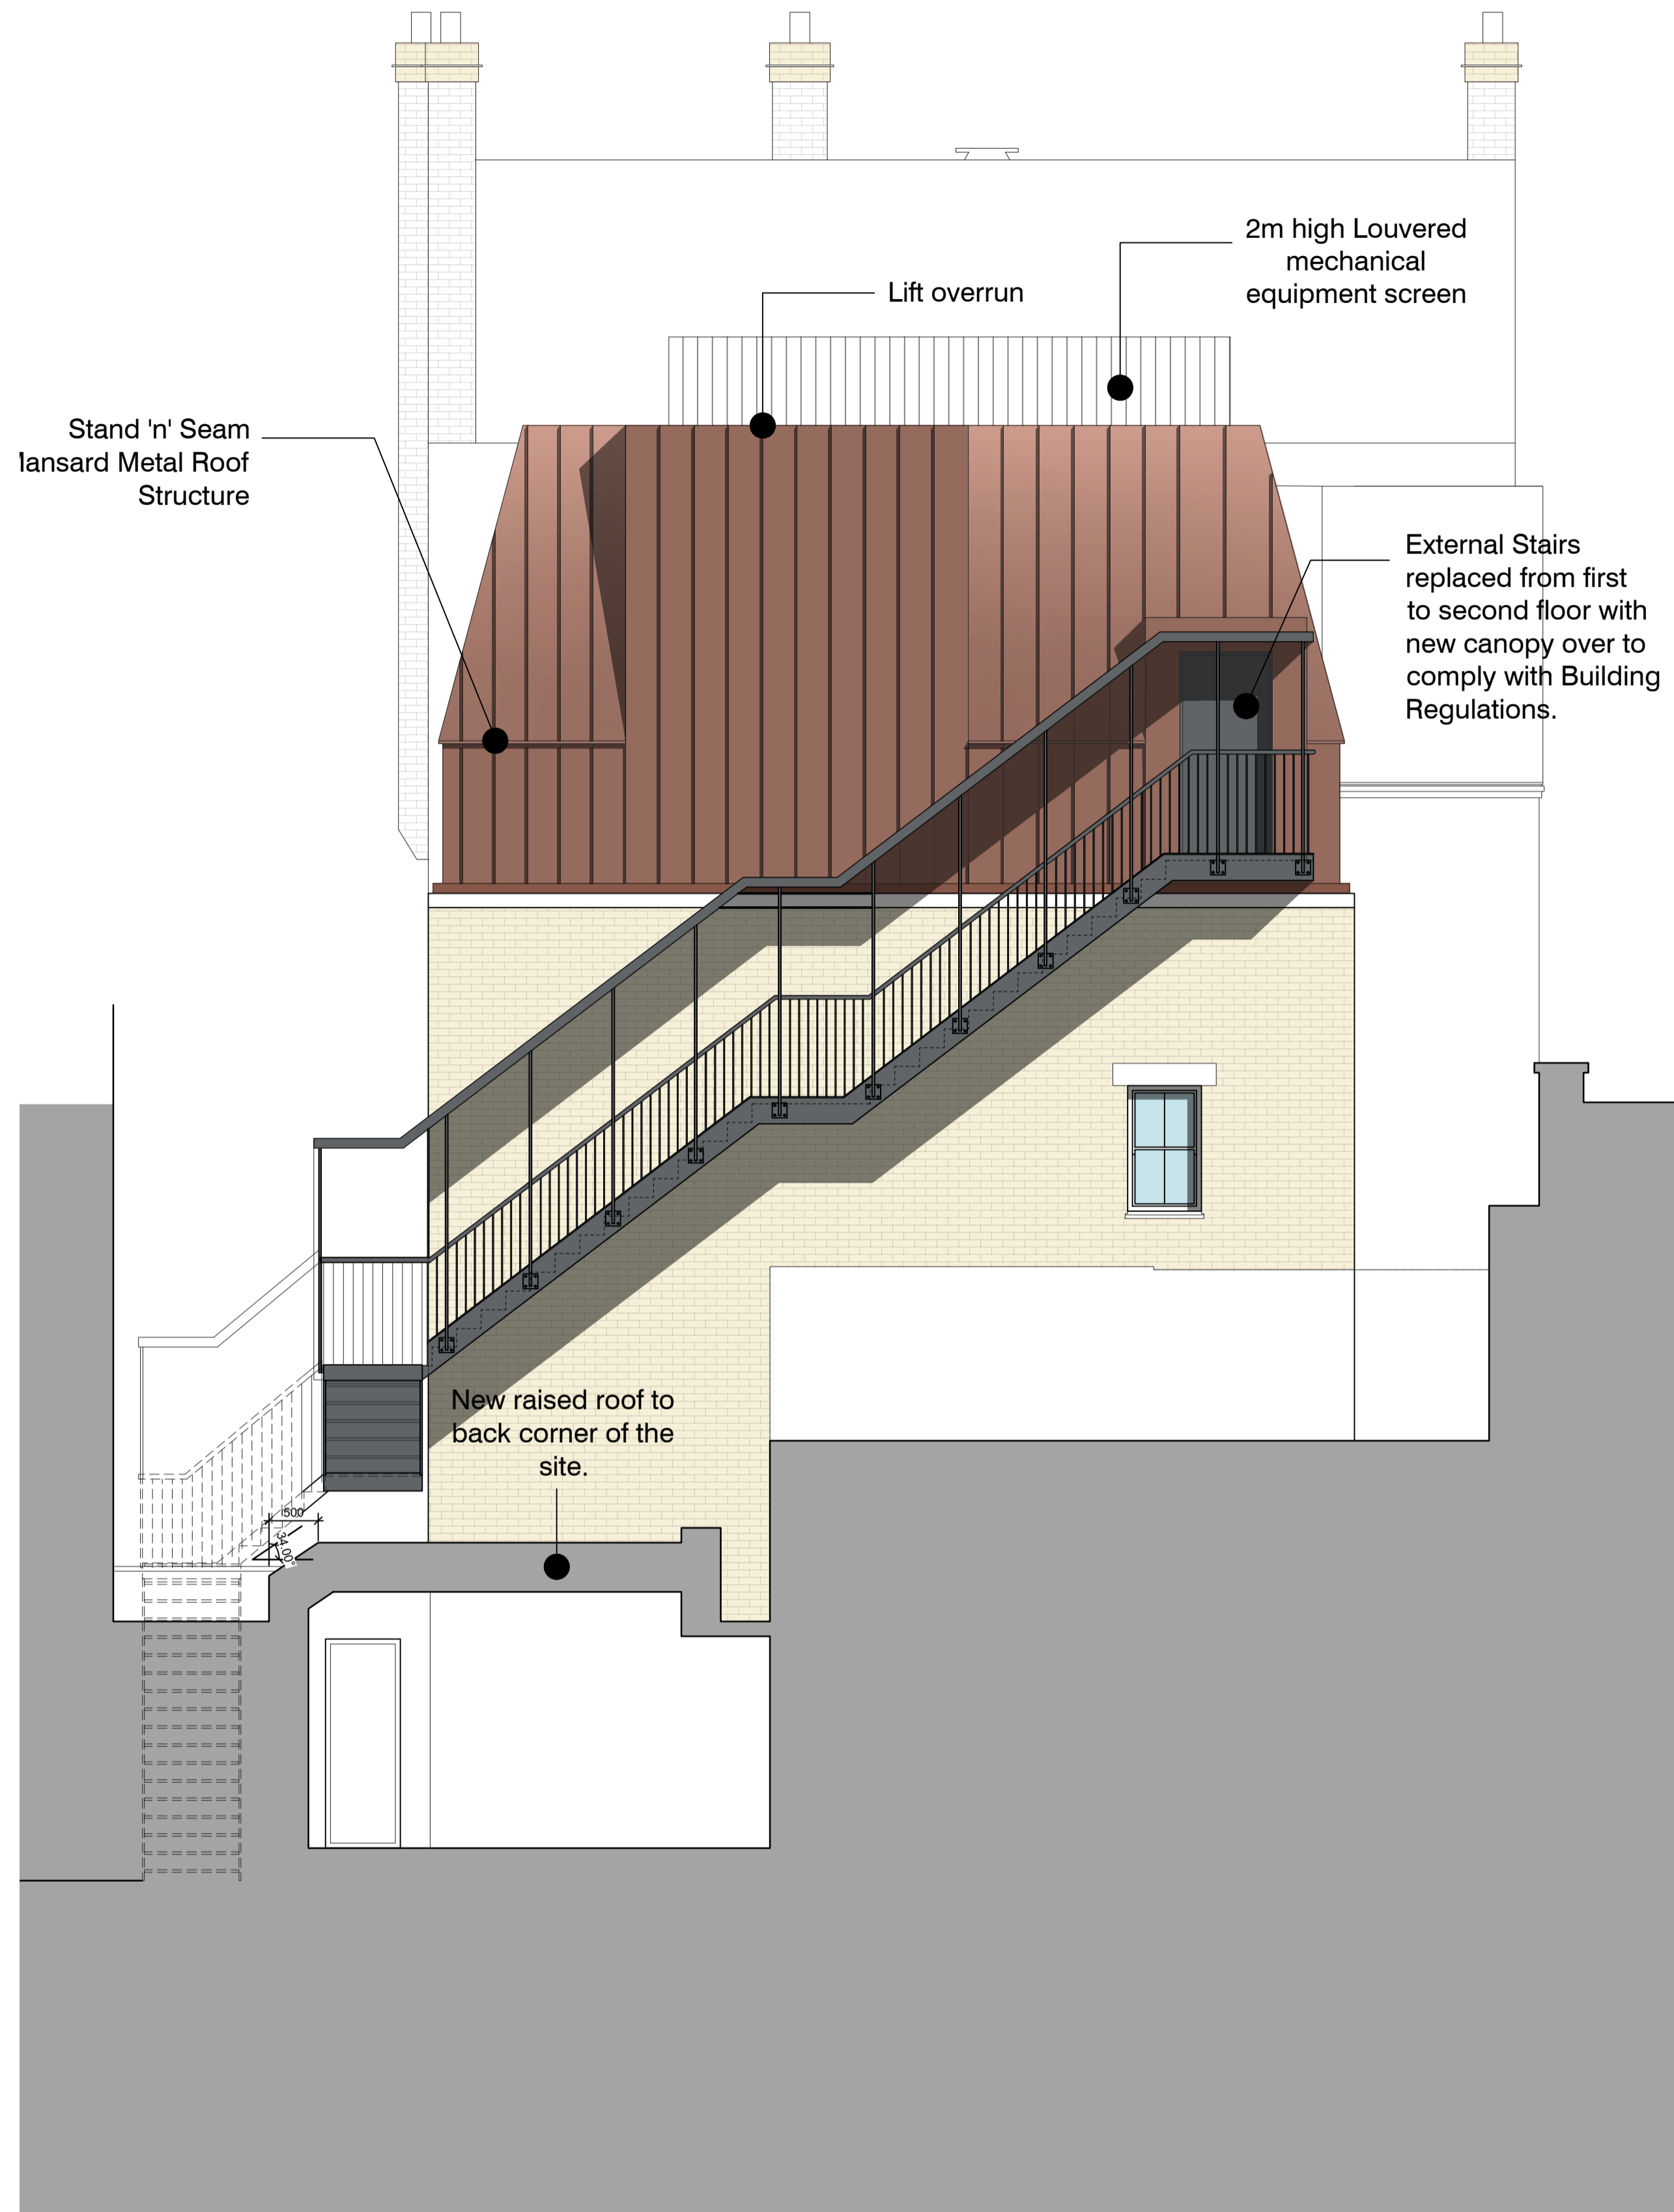 2m high Louvered
mechanical
equipment screen
Lift overrun
Stand 'n' Seam
Metal Roof
Structure
External Stairs
replaced from first
to second floor with
new canopy over to
comply with Building
Regulations.
New raised roof to
back corner of the
site.
500
34.00°